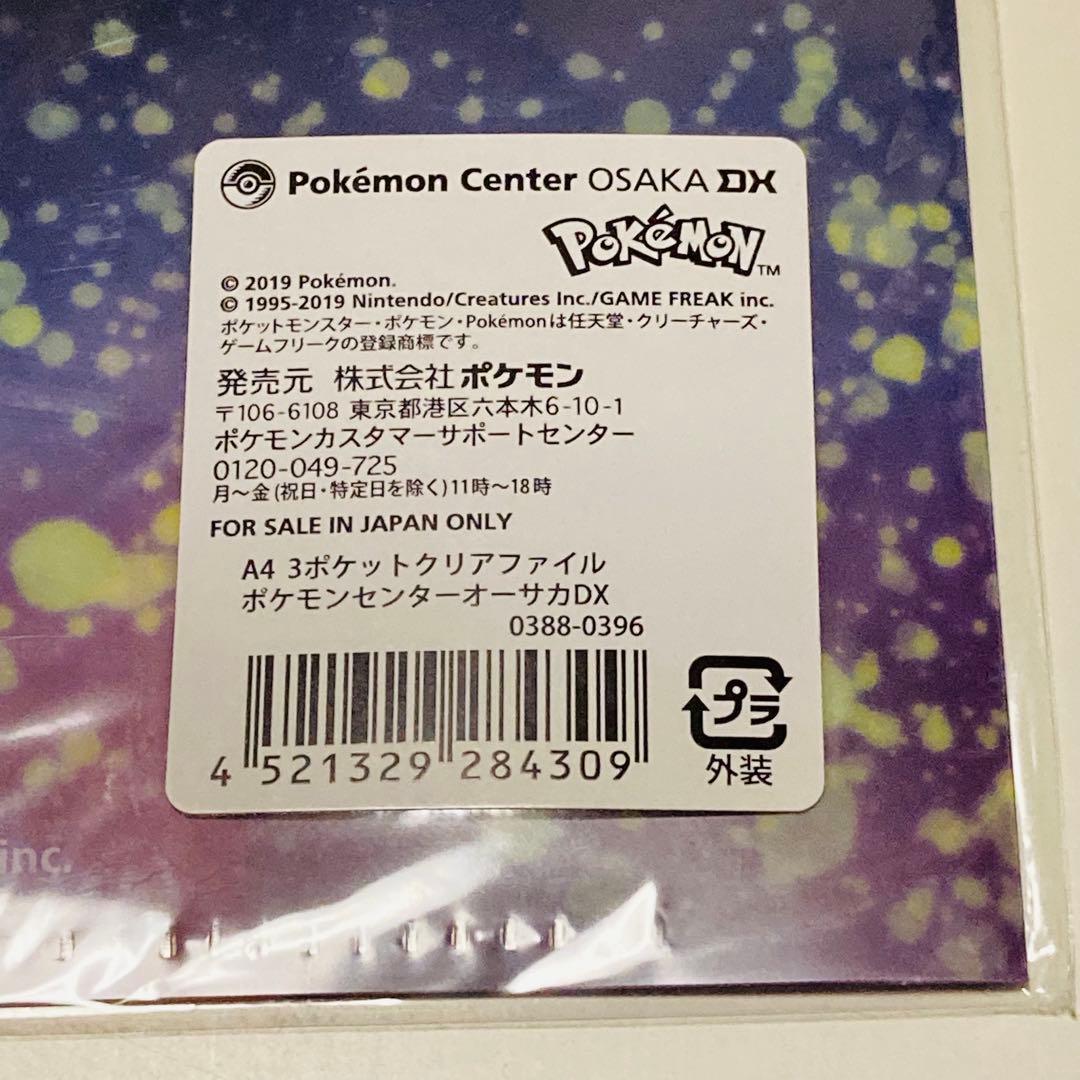 Pokémon Center OSAKA DX
POKéMON™
© 2019 Pokémon.
© 1995-2019 Nintendo/Creatures Inc./GAME FREAK inc.
ポケットモンスター・ポケモン・Pokémonは任天堂・クリーチャーズ・
ゲームフリークの登録商標です。
発売元 株式会社ポケモン
〒106-6108 東京都港区六本木6-10-1
ポケモンカスタマーサポートセンター
0120-049-725
月～金(祝日・特定日を除く)11時～18時
FOR SALE IN JAPAN ONLY
A4 3ポケットクリアファイル
ポケモンセンターオーサカDX
0388-0396
4 521329 284309
プラ
外装
inc.